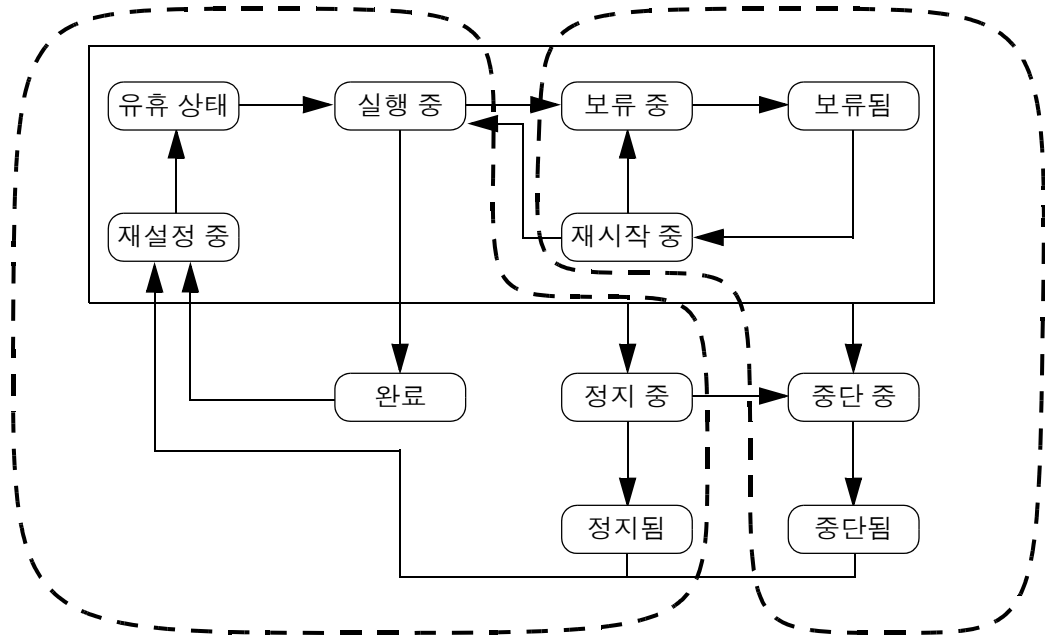 유휴 상태
실행 중
보류 중
보류됨
재설정 중
재시작 중
완료
정지 중
중단 중
정지됨
중단됨